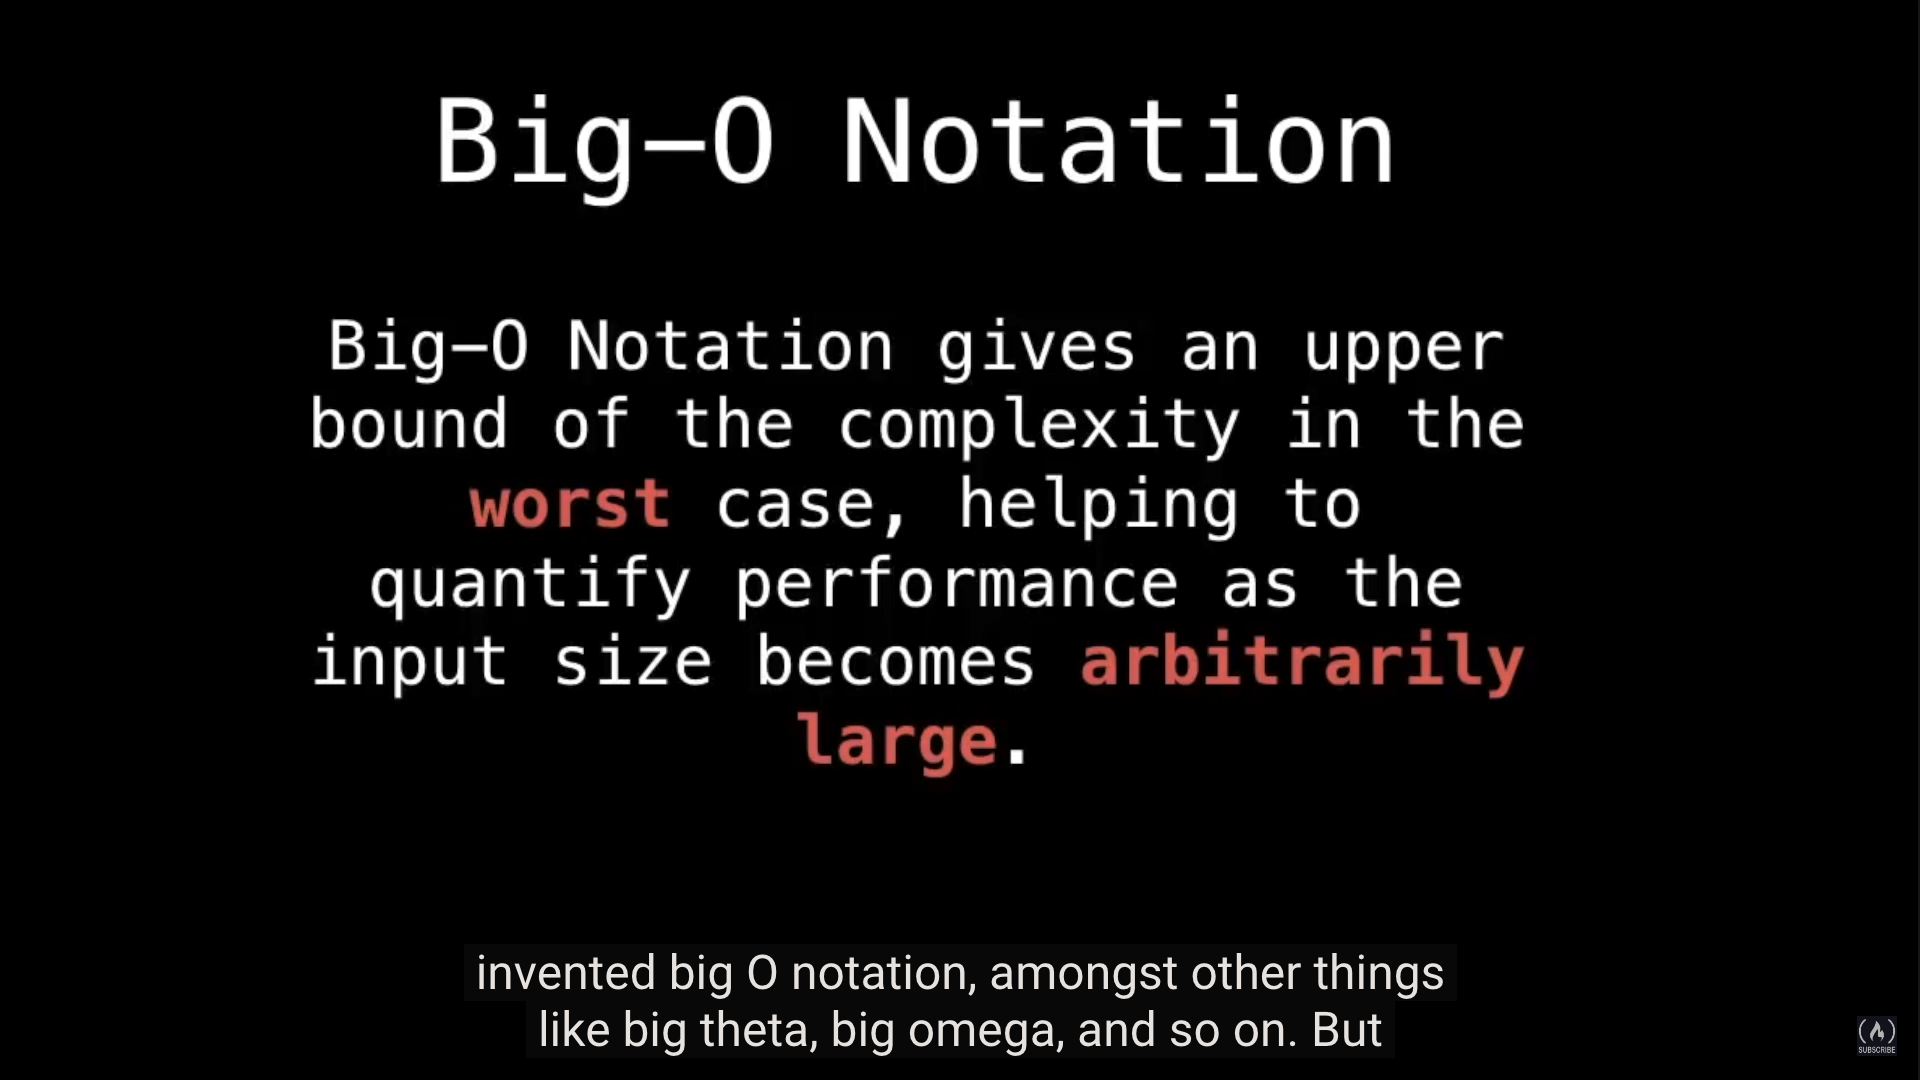 Big-O Notation
Big-O Notation gives an upper
bound of the complexity in the
worst case, helping to
quantify performance as the
input size becomes arbitrarily
large.
invented big O notation, amongst other things
like big theta, big omega, and so on. But
SUBSCRIBE